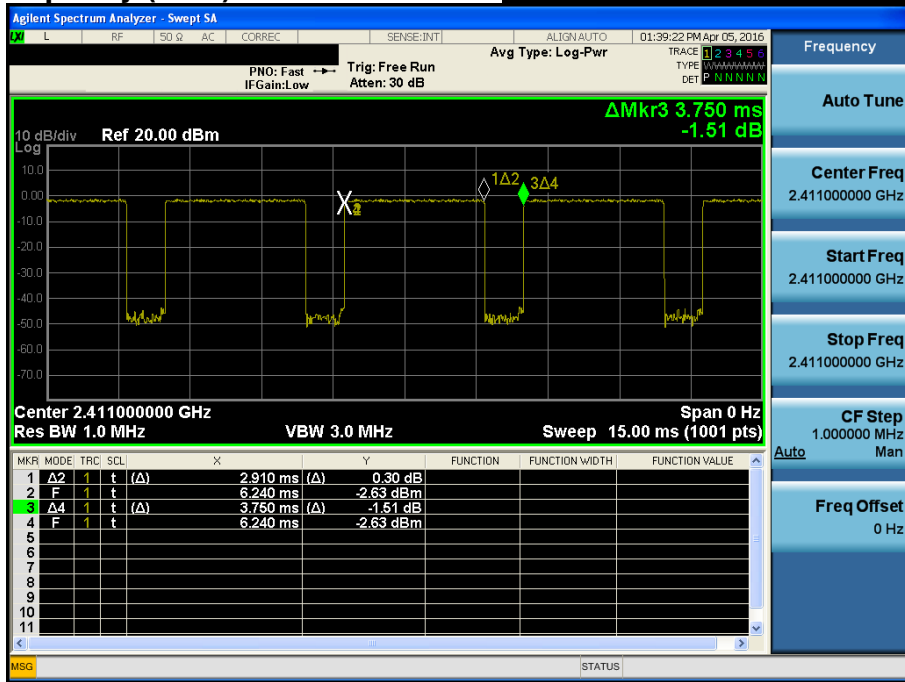 Agilent Spectrum Analyzer - Swept SA
LXI L RF 50 Ω AC CORREC SENSE:INT ALIGN AUTO 01:39:22 PM Apr 05, 2016
Avg Type: Log-Pwr
TRACE 1 2 3 4 5 6
TYPE
DET P N N N N N
PNO: Fast
IFGain:Low
Trig: Free Run
Atten: 30 dB
ΔMkr3 3.750 ms
-1.51 dB
10 dB/div Ref 20.00 dBm
Log
10.0
0.00
-10.0
-20.0
-30.0
-40.0
-50.0
-60.0
-70.0
X
2
1Δ2
3Δ4
Center 2.411000000 GHz Span 0 Hz
Res BW 1.0 MHz VBW 3.0 MHz Sweep 15.00 ms (1001 pts)
MKR MODE TRC SCL X Y FUNCTION FUNCTION WIDTH FUNCTION VALUE
1 Δ2 1 t (Δ) 2.910 ms (Δ) 0.30 dB
2 F 1 t 6.240 ms -2.63 dBm
3 Δ4 1 t (Δ) 3.750 ms (Δ) -1.51 dB
4 F 1 t 6.240 ms -2.63 dBm
5
6
7
8
9
10
11
MSG STATUS
Frequency
Auto Tune
Center Freq
2.411000000 GHz
Start Freq
2.411000000 GHz
Stop Freq
2.411000000 GHz
CF Step
1.000000 MHz
Auto Man
Freq Offset
0 Hz